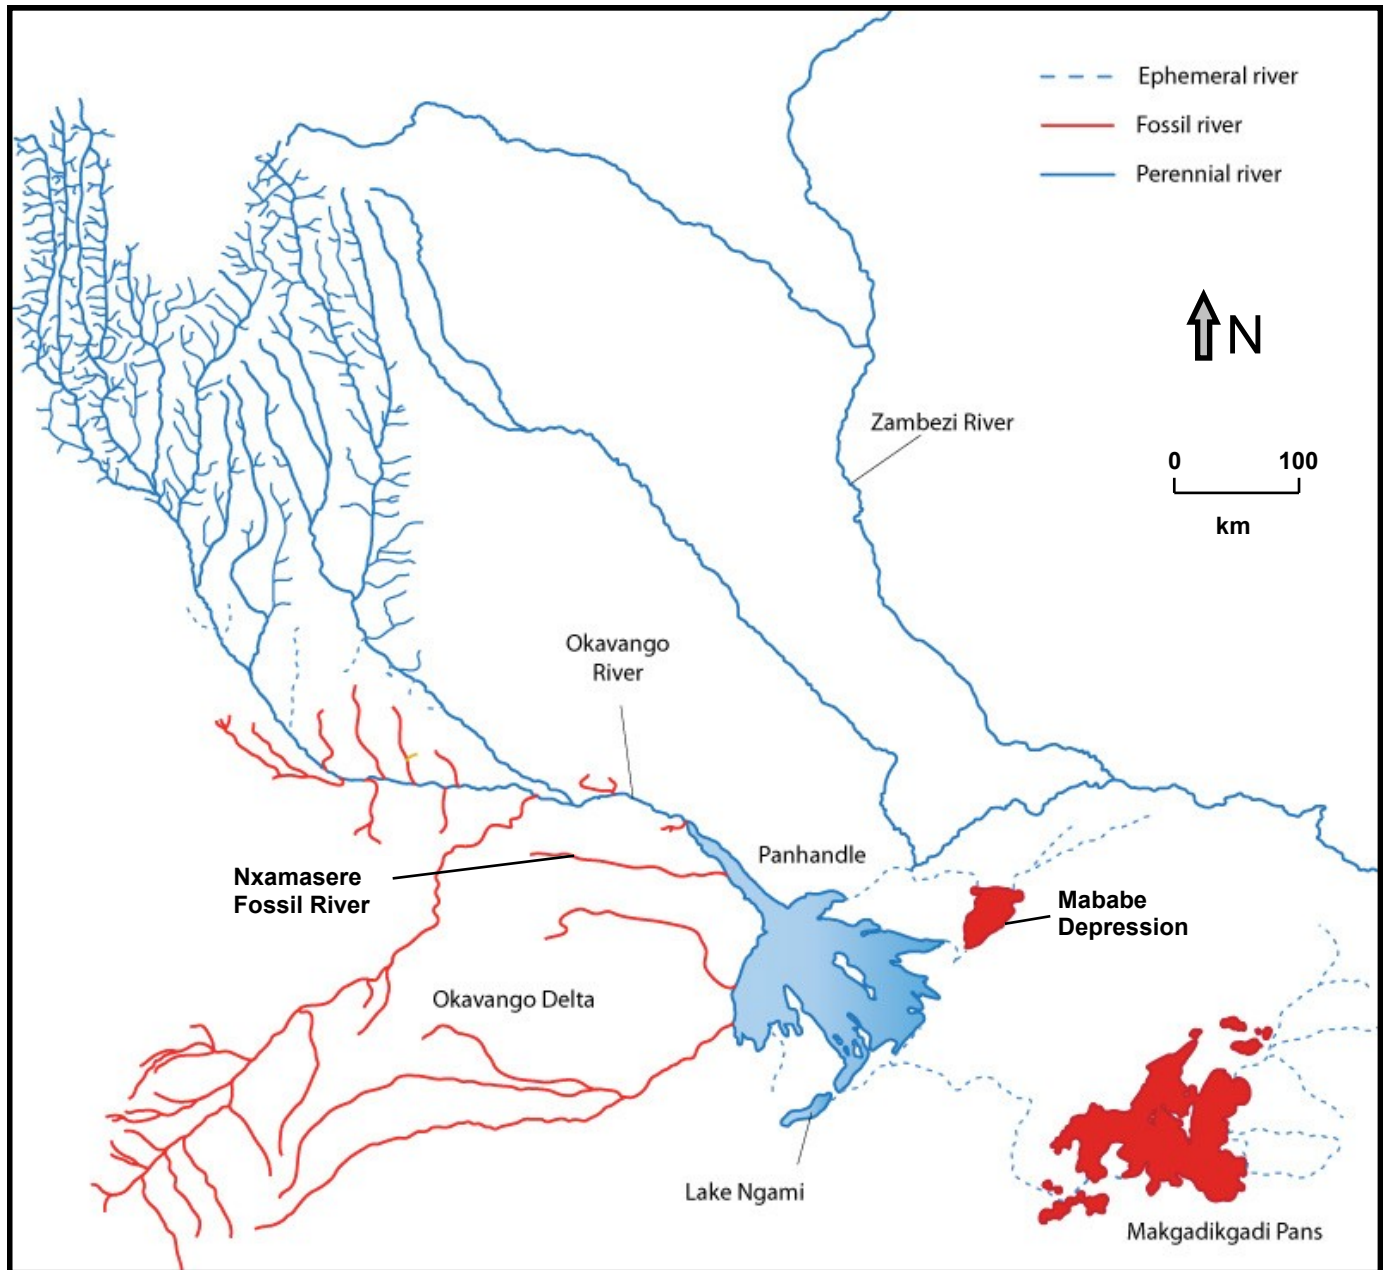 Ephemeral river
Fossil river
Perennial river
N
Zambezi River
0 100
km
Okavango
River
Panhandle
Nxamasere
Fossil River
Mababe
Depression
Okavango Delta
Lake Ngami
Makgadikgadi Pans